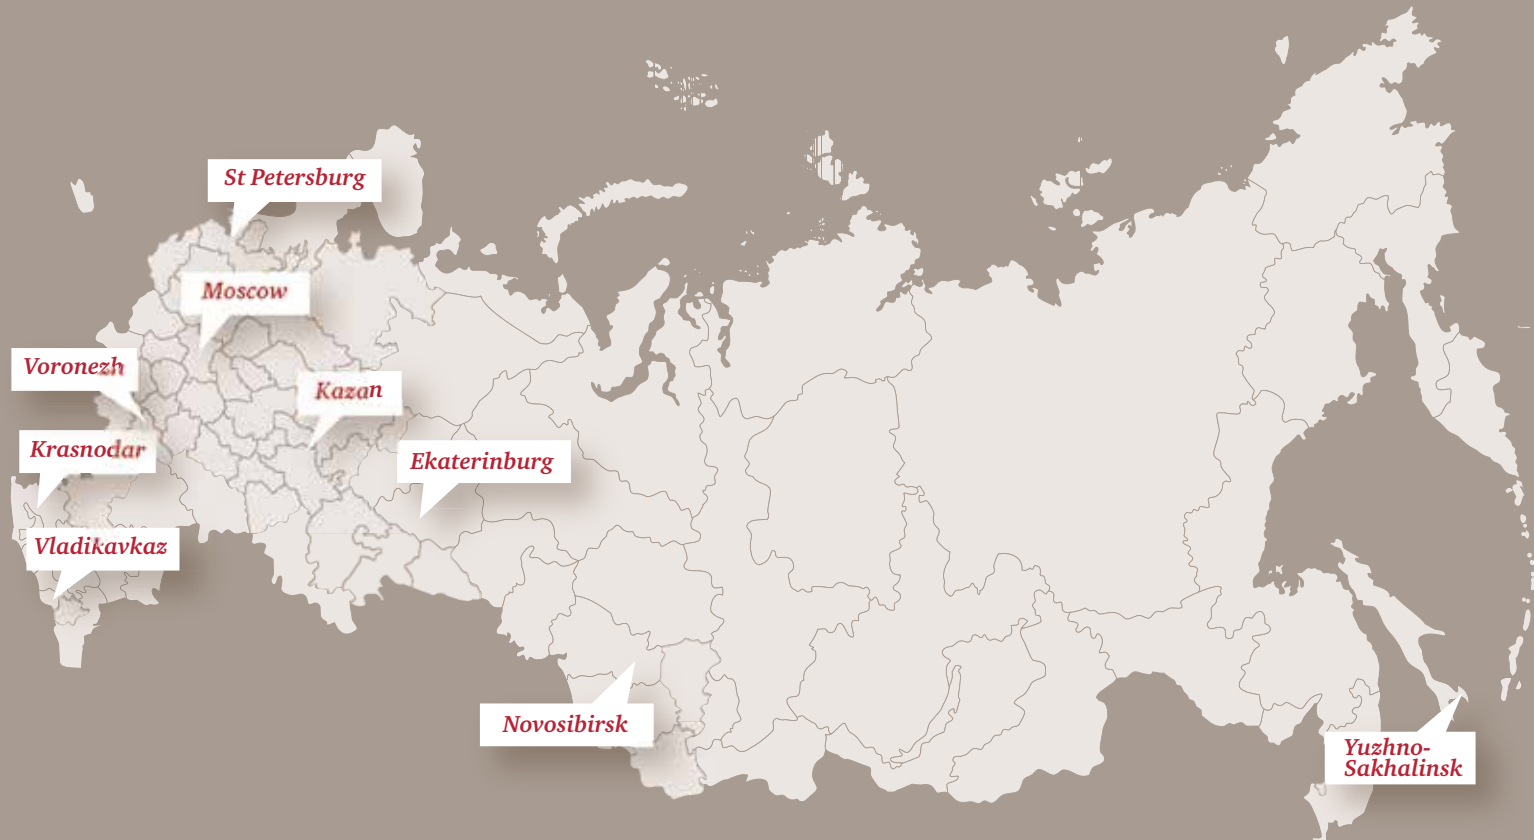 St Petersburg
Moscow
Voronezh
Kazan
Krasnodar
Ekaterinburg
Vladikavkaz
Novosibirsk
Yuzhno-
Sakhalinsk